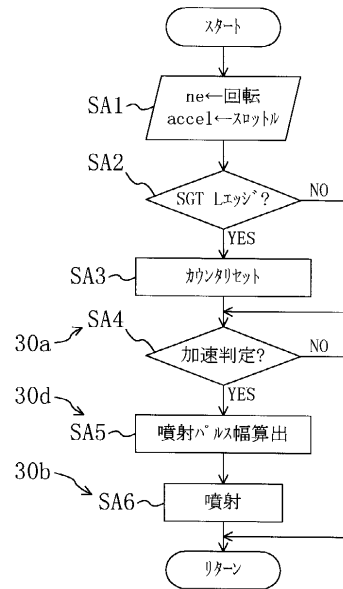 スタート
SA1
ne←回転
accel←スロットル
SA2
SGT Lエッジ?
NO
YES
SA3
カウンタリセット
30a
SA4
加速判定?
NO
YES
30d
SA5
噴射パルス幅算出
30b
SA6
噴射
リターン